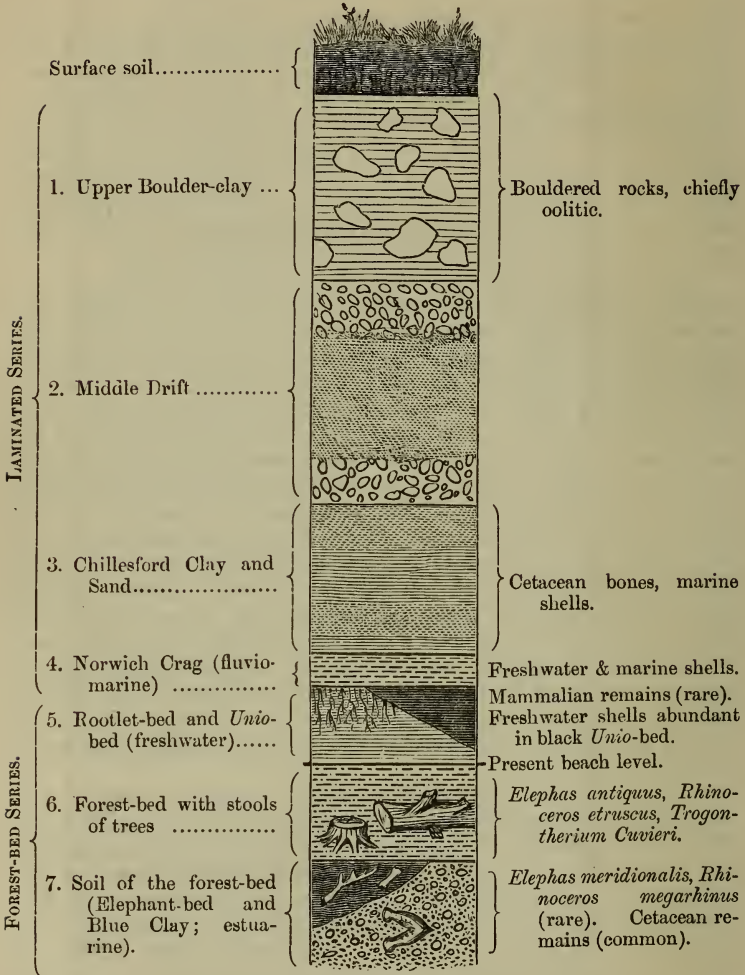 Surface soil..................
LAMINATED SERIES.
1. Upper Boulder-clay ...
Bouldered rocks, chiefly
oolitic.
2. Middle Drift ............
3. Chillesford Clay and
Sand.....................
Cetacean bones, marine
shells.
4. Norwich Crag (fluvio-
marine) ...............
Freshwater & marine shells.
FOREST-BED SERIES.
5. Rootlet-bed and Unio-
bed (freshwater)......
Mammalian remains (rare).
Freshwater shells abundant
in black Unio-bed.
Present beach level.
6. Forest-bed with stools
of trees ...............
Elephas antiquus, Rhino-
ceros etruscus, Trogon-
therium Cuvieri.
7. Soil of the forest-bed
(Elephant-bed and
Blue Clay; estua-
rine).
Elephas meridionalis, Rhi-
noceros megarhinus
(rare). Cetacean re-
mains (common).